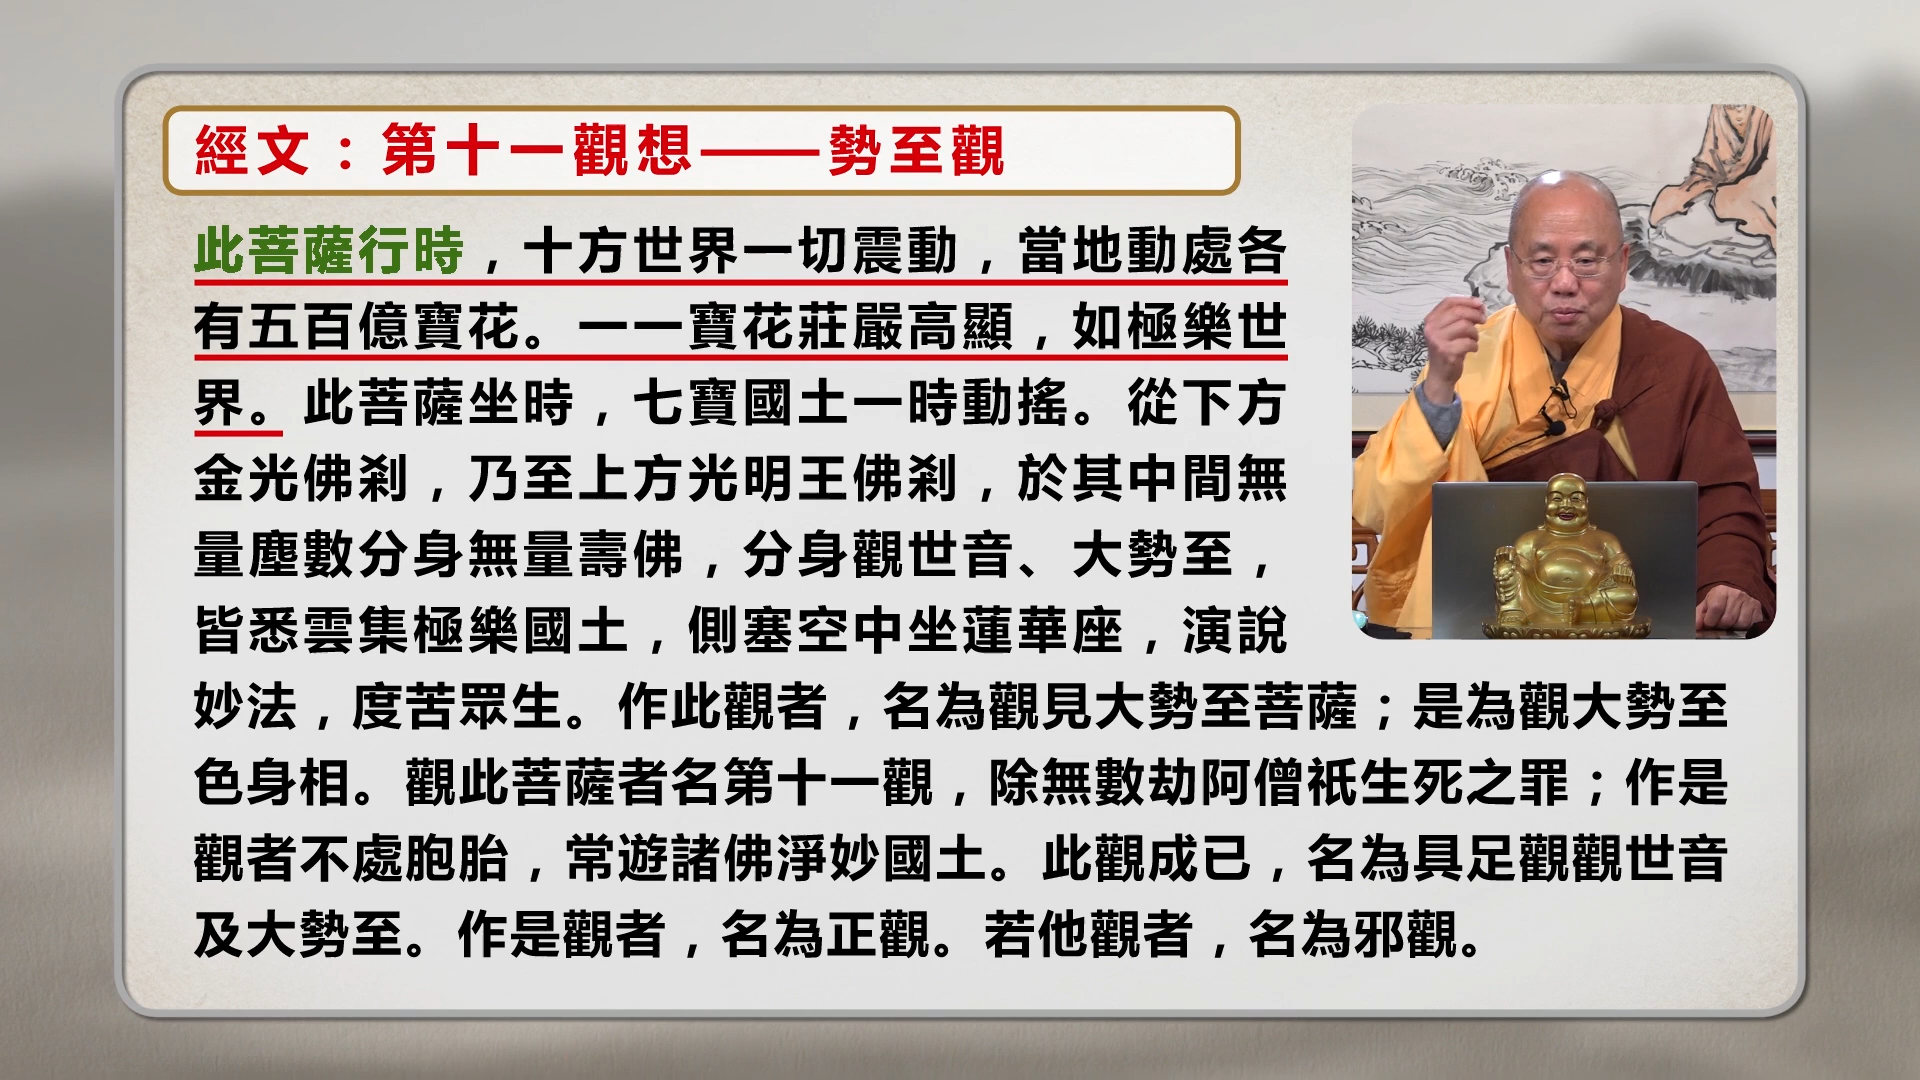 經文：第十一觀想——勢至觀
此菩薩行時，十方世界一切震動，當地動處各
有五百億寶花。一一寶花莊嚴高顯，如極樂世
界。此菩薩坐時，七寶國土一時動搖。從下方
金光佛剎，乃至上方光明王佛剎，於其中間無
量塵數分身無量壽佛，分身觀世音、大勢至，
皆悉雲集極樂國土，側塞空中坐蓮華座，演說
妙法，度苦眾生。作此觀者，名為觀見大勢至菩薩；是為觀大勢至
色身相。觀此菩薩者名第十一觀，除無數劫阿僧祇生死之罪；作是
觀者不處胞胎，常遊諸佛淨妙國土。此觀成已，名為具足觀觀世音
及大勢至。作是觀者，名為正觀。若他觀者，名為邪觀。